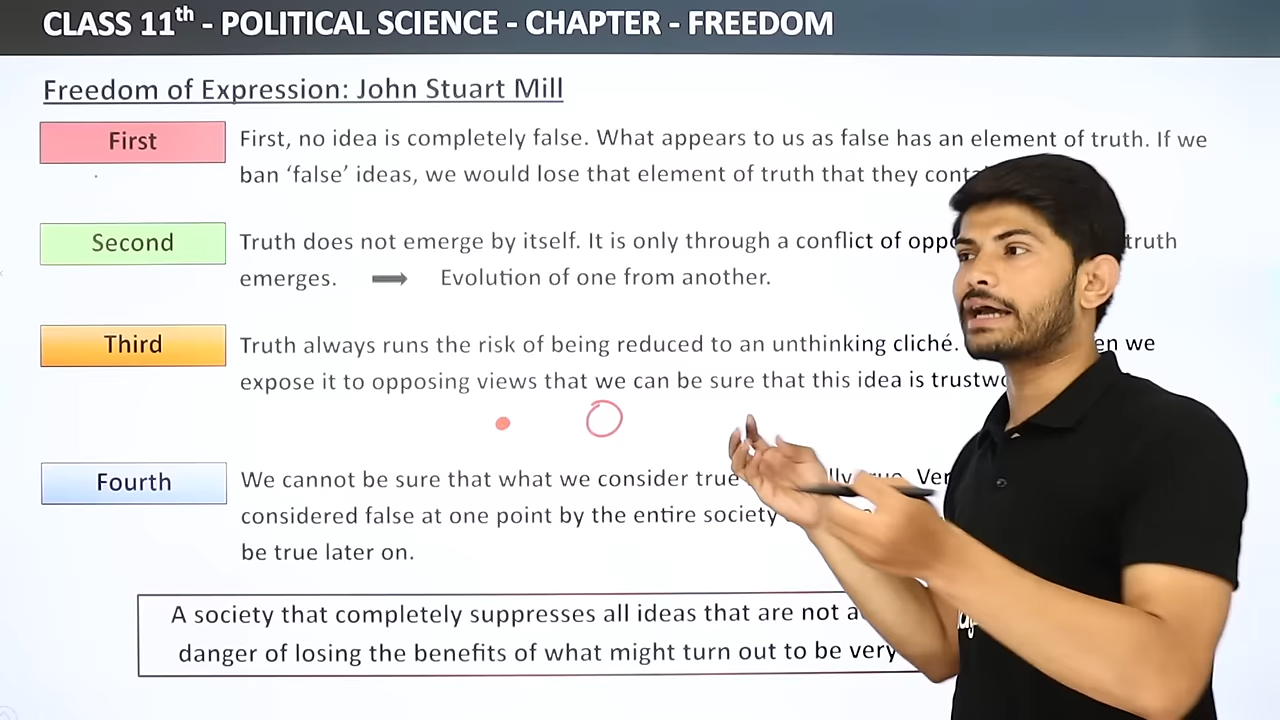 CLASS 11th - POLITICAL SCIENCE - CHAPTER - FREEDOM
Freedom of Expression: John Stuart Mill
First
First, no idea is completely false. What appears to us as false has an element of truth. If we
ban ‘false’ ideas, we would lose that element of truth that they
Second
Truth does not emerge by itself. It is only through a conflict of truth
emerges. ➡ Evolution of one from another.
Third
Truth always runs the risk of being reduced to an unthinking cliché. we
expose it to opposing views that we can be sure that this idea is
Fourth
We cannot be sure that what we consider true
considered false at one point by the entire society
be true later on.
A society that completely suppresses all ideas that are not
danger of losing the benefits of what might turn out to be very